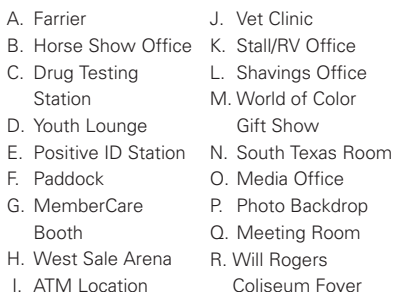 A. Farrier
B. Horse Show Office
C. Drug Testing
Station
D. Youth Lounge
E. Positive ID Station
F. Paddock
G. MemberCare
Booth
H. West Sale Arena
I. ATM Location
J. Vet Clinic
K. Stall/RV Office
L. Shavings Office
M. World of Color
Gift Show
N. South Texas Room
O. Media Office
P. Photo Backdrop
Q. Meeting Room
R. Will Rogers
Coliseum Foyer